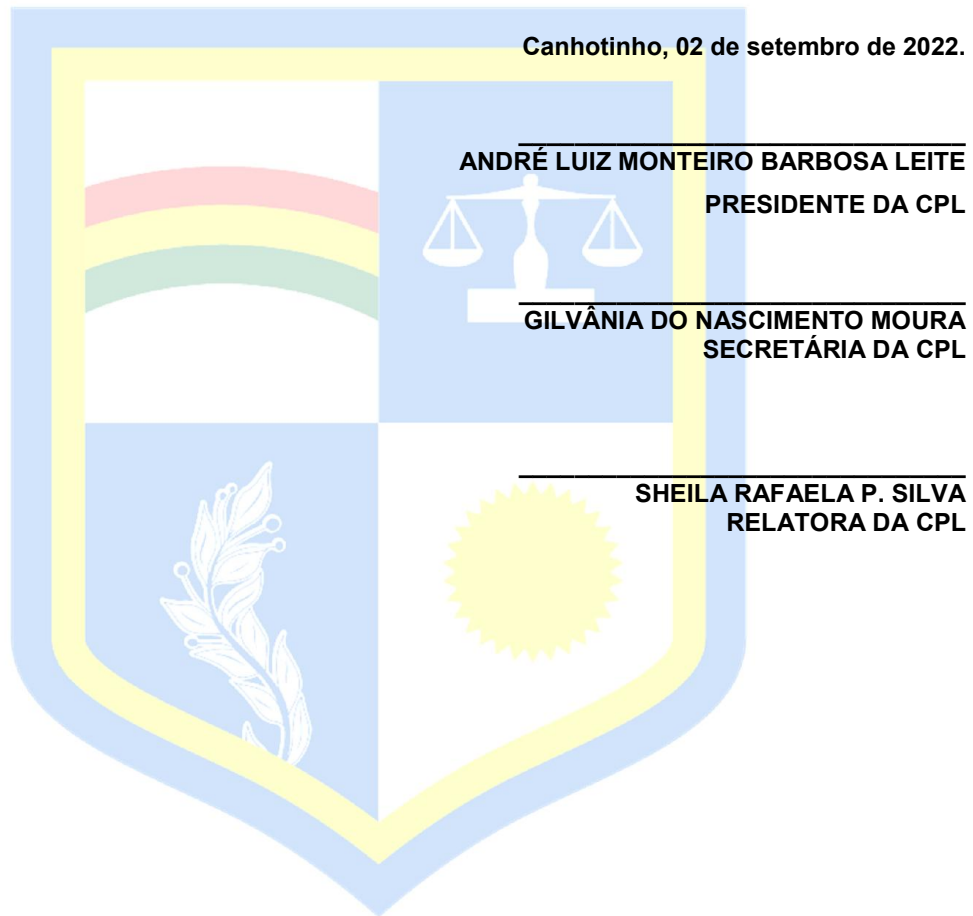 Canhotinho, 02 de setembro de 2022.
ANDRÉ LUIZ MONTEIRO BARBOSA LEITE
PRESIDENTE DA CPL
GILVÂNIA DO NASCIMENTO MOURA
SECRETÁRIA DA CPL
SHEILA RAFAELA P. SILVA
RELATORA DA CPL